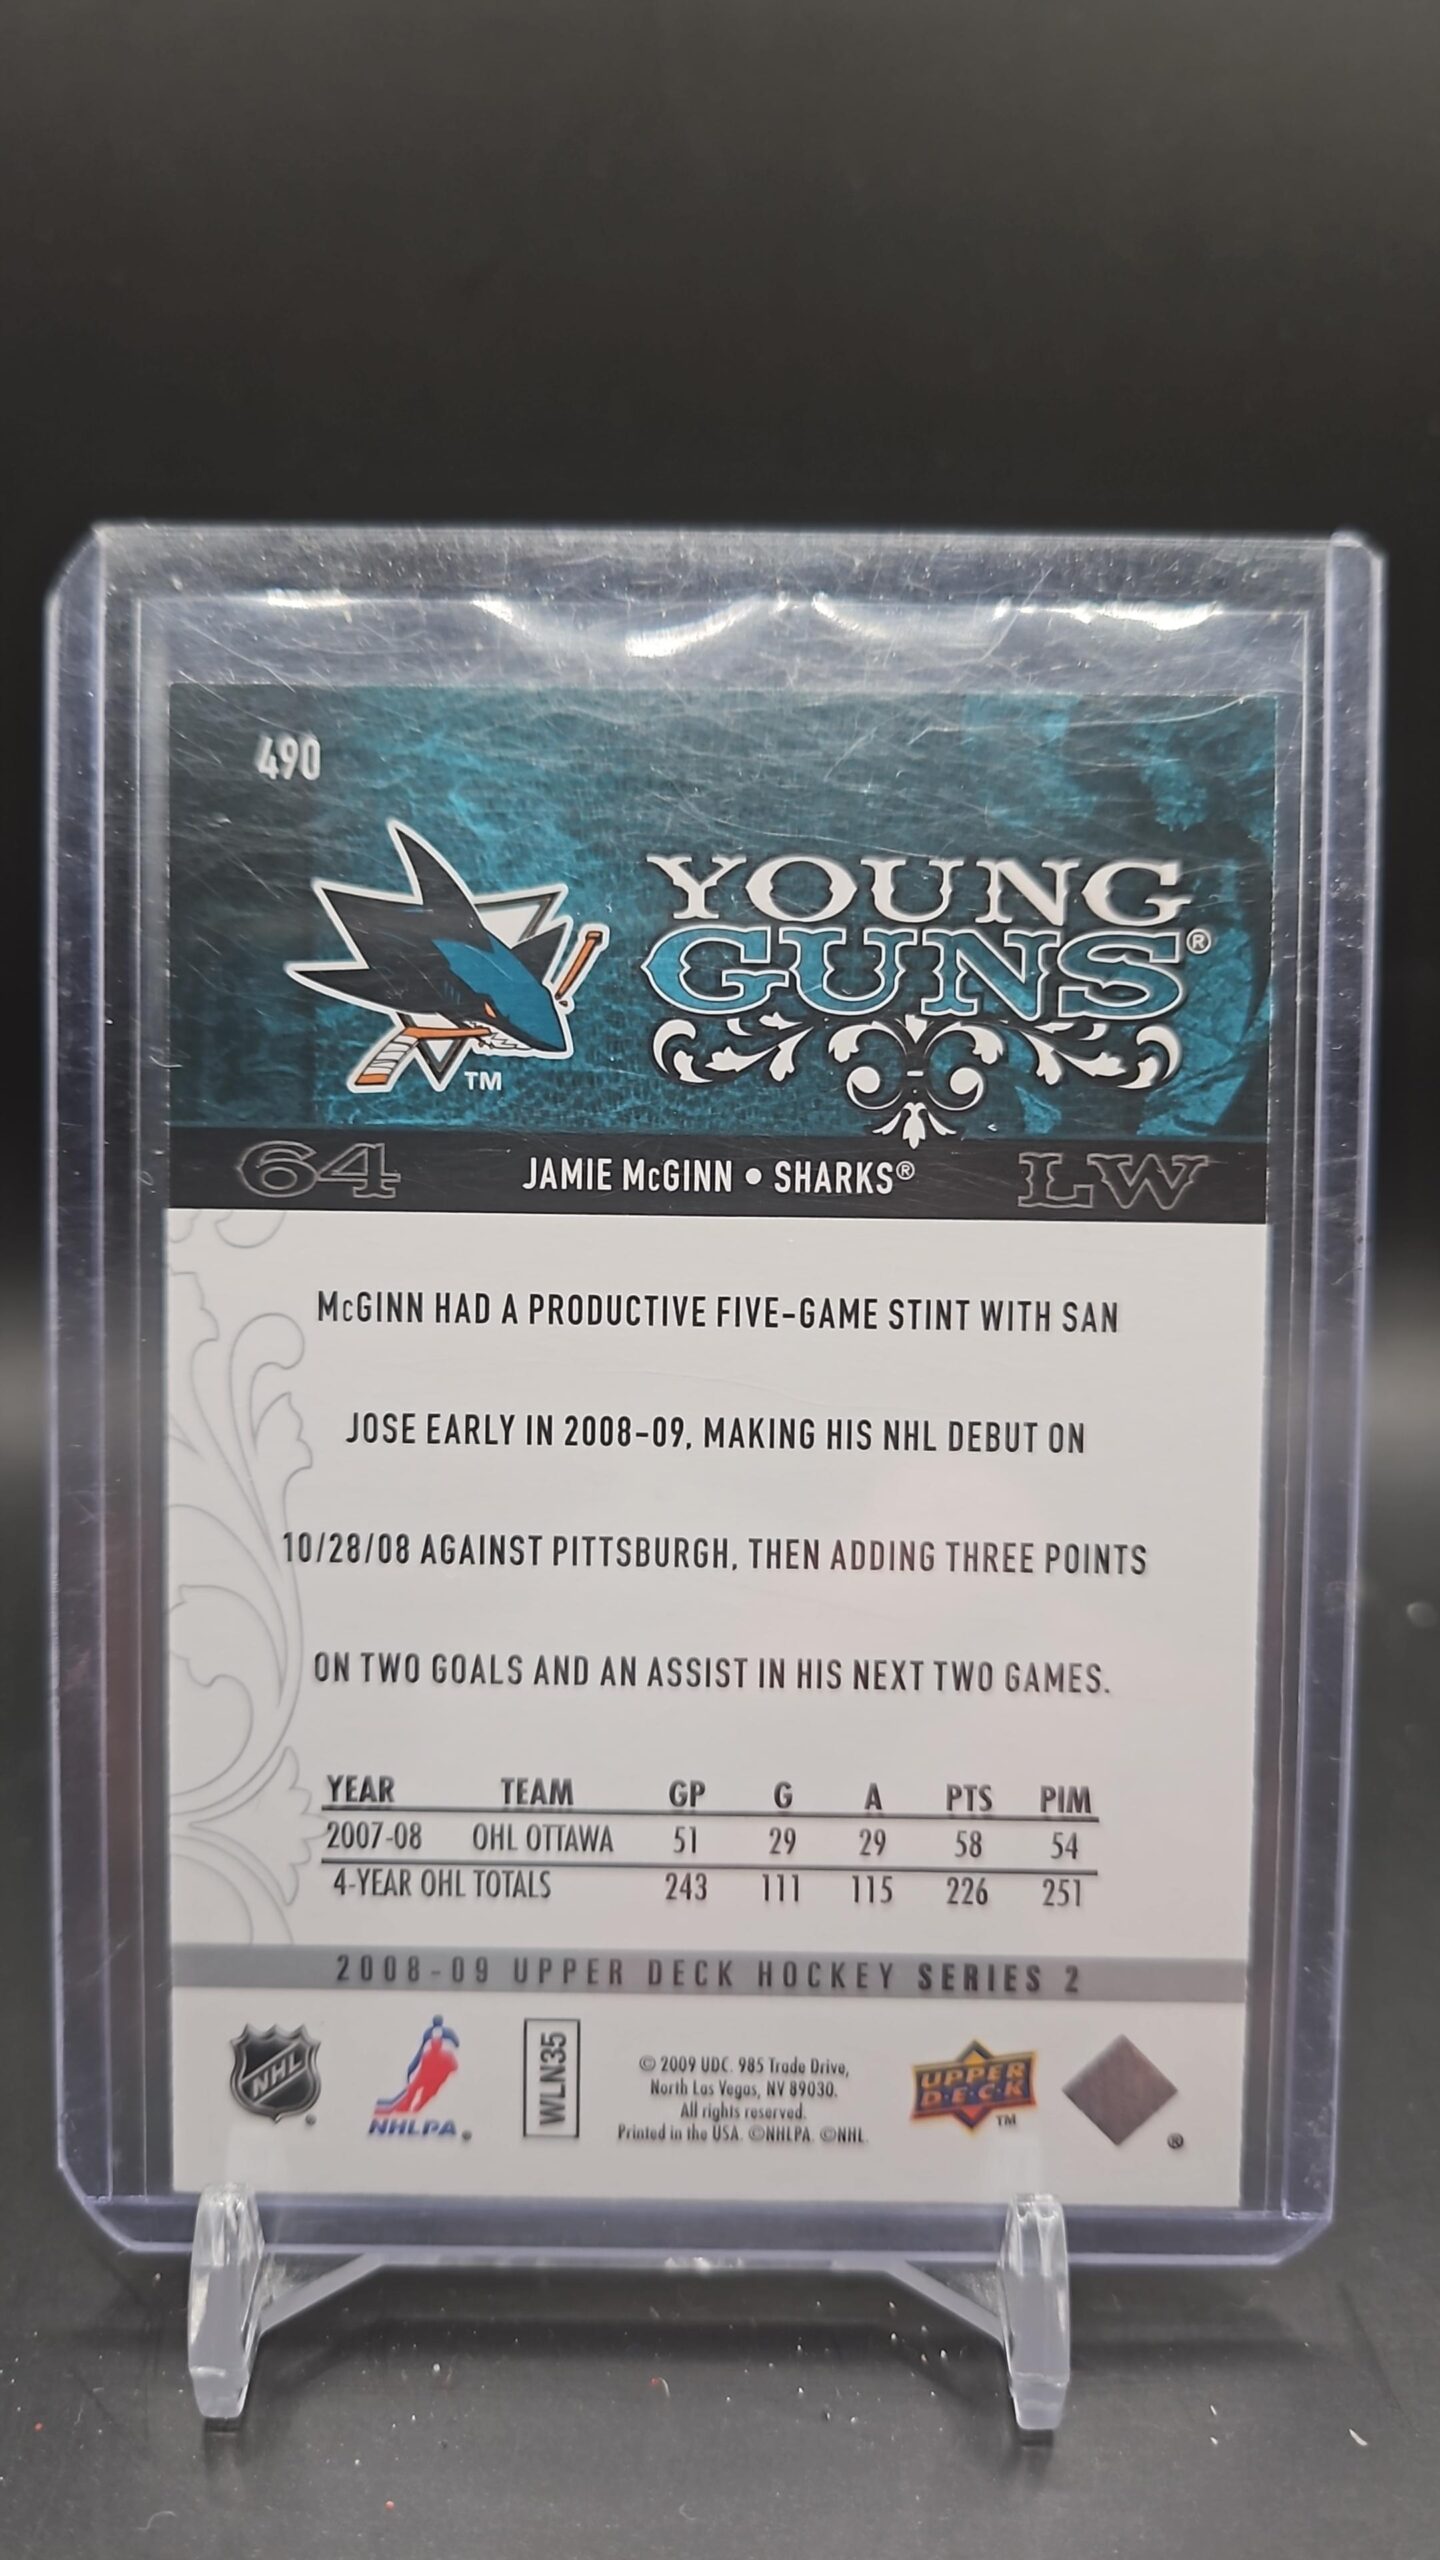 490
YOUNG
GUNS®
TM
64 JAMIE McGINN • SHARKS® LW
McGINN HAD A PRODUCTIVE FIVE-GAME STINT WITH SAN
JOSE EARLY IN 2008-09, MAKING HIS NHL DEBUT ON
10/28/08 AGAINST PITTSBURGH, THEN ADDING THREE POINTS
ON TWO GOALS AND AN ASSIST IN HIS NEXT TWO GAMES.
YEAR TEAM GP G A PTS PIM
2007-08 OHL OTTAWA 51 29 29 58 54
4-YEAR OHL TOTALS 243 111 115 226 251
2008-09 UPPER DECK HOCKEY SERIES 2
NHL ®
NHLPA ®
WLN35
© 2009 UDC. 985 Trade Drive,
North Las Vegas, NV 89030.
All rights reserved.
Printed in the USA. ©NHLPA. ©NHL.
UPPER
DECK
TM
®